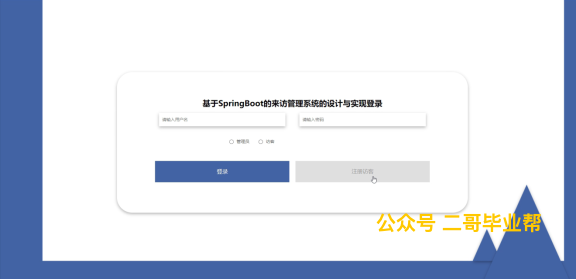 基于SpringBoot的来访管理系统的设计与实现登录
请输入用户名
请输入密码
管理员
访客
登录
注册访客
公众号 二哥毕业帮